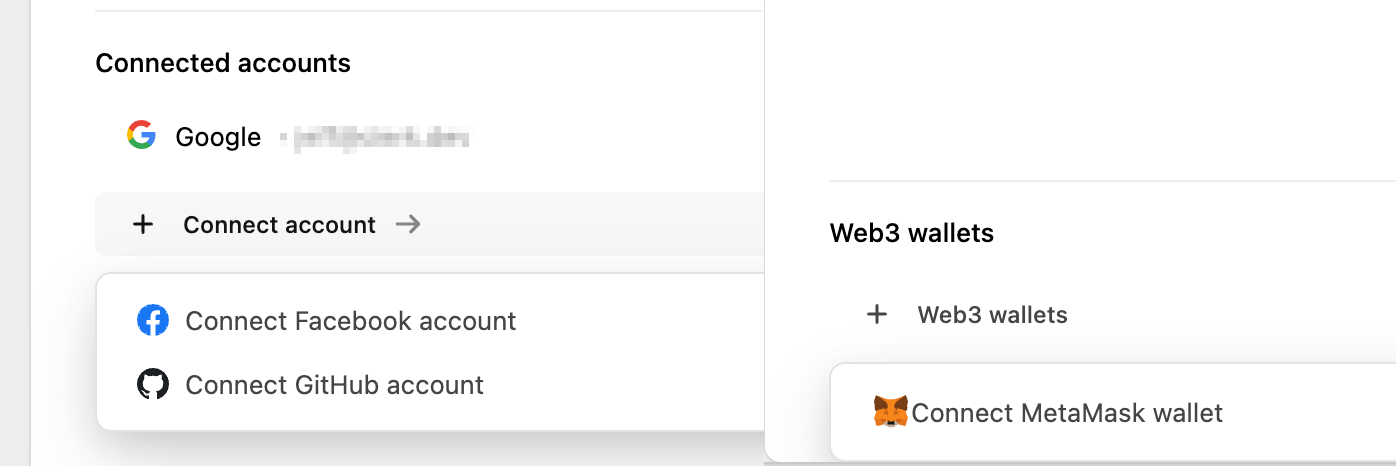 Connected accounts
Google
Connect account
Connect Facebook account
Connect GitHub account
Web3 wallets
Web3 wallets
Connect MetaMask wallet